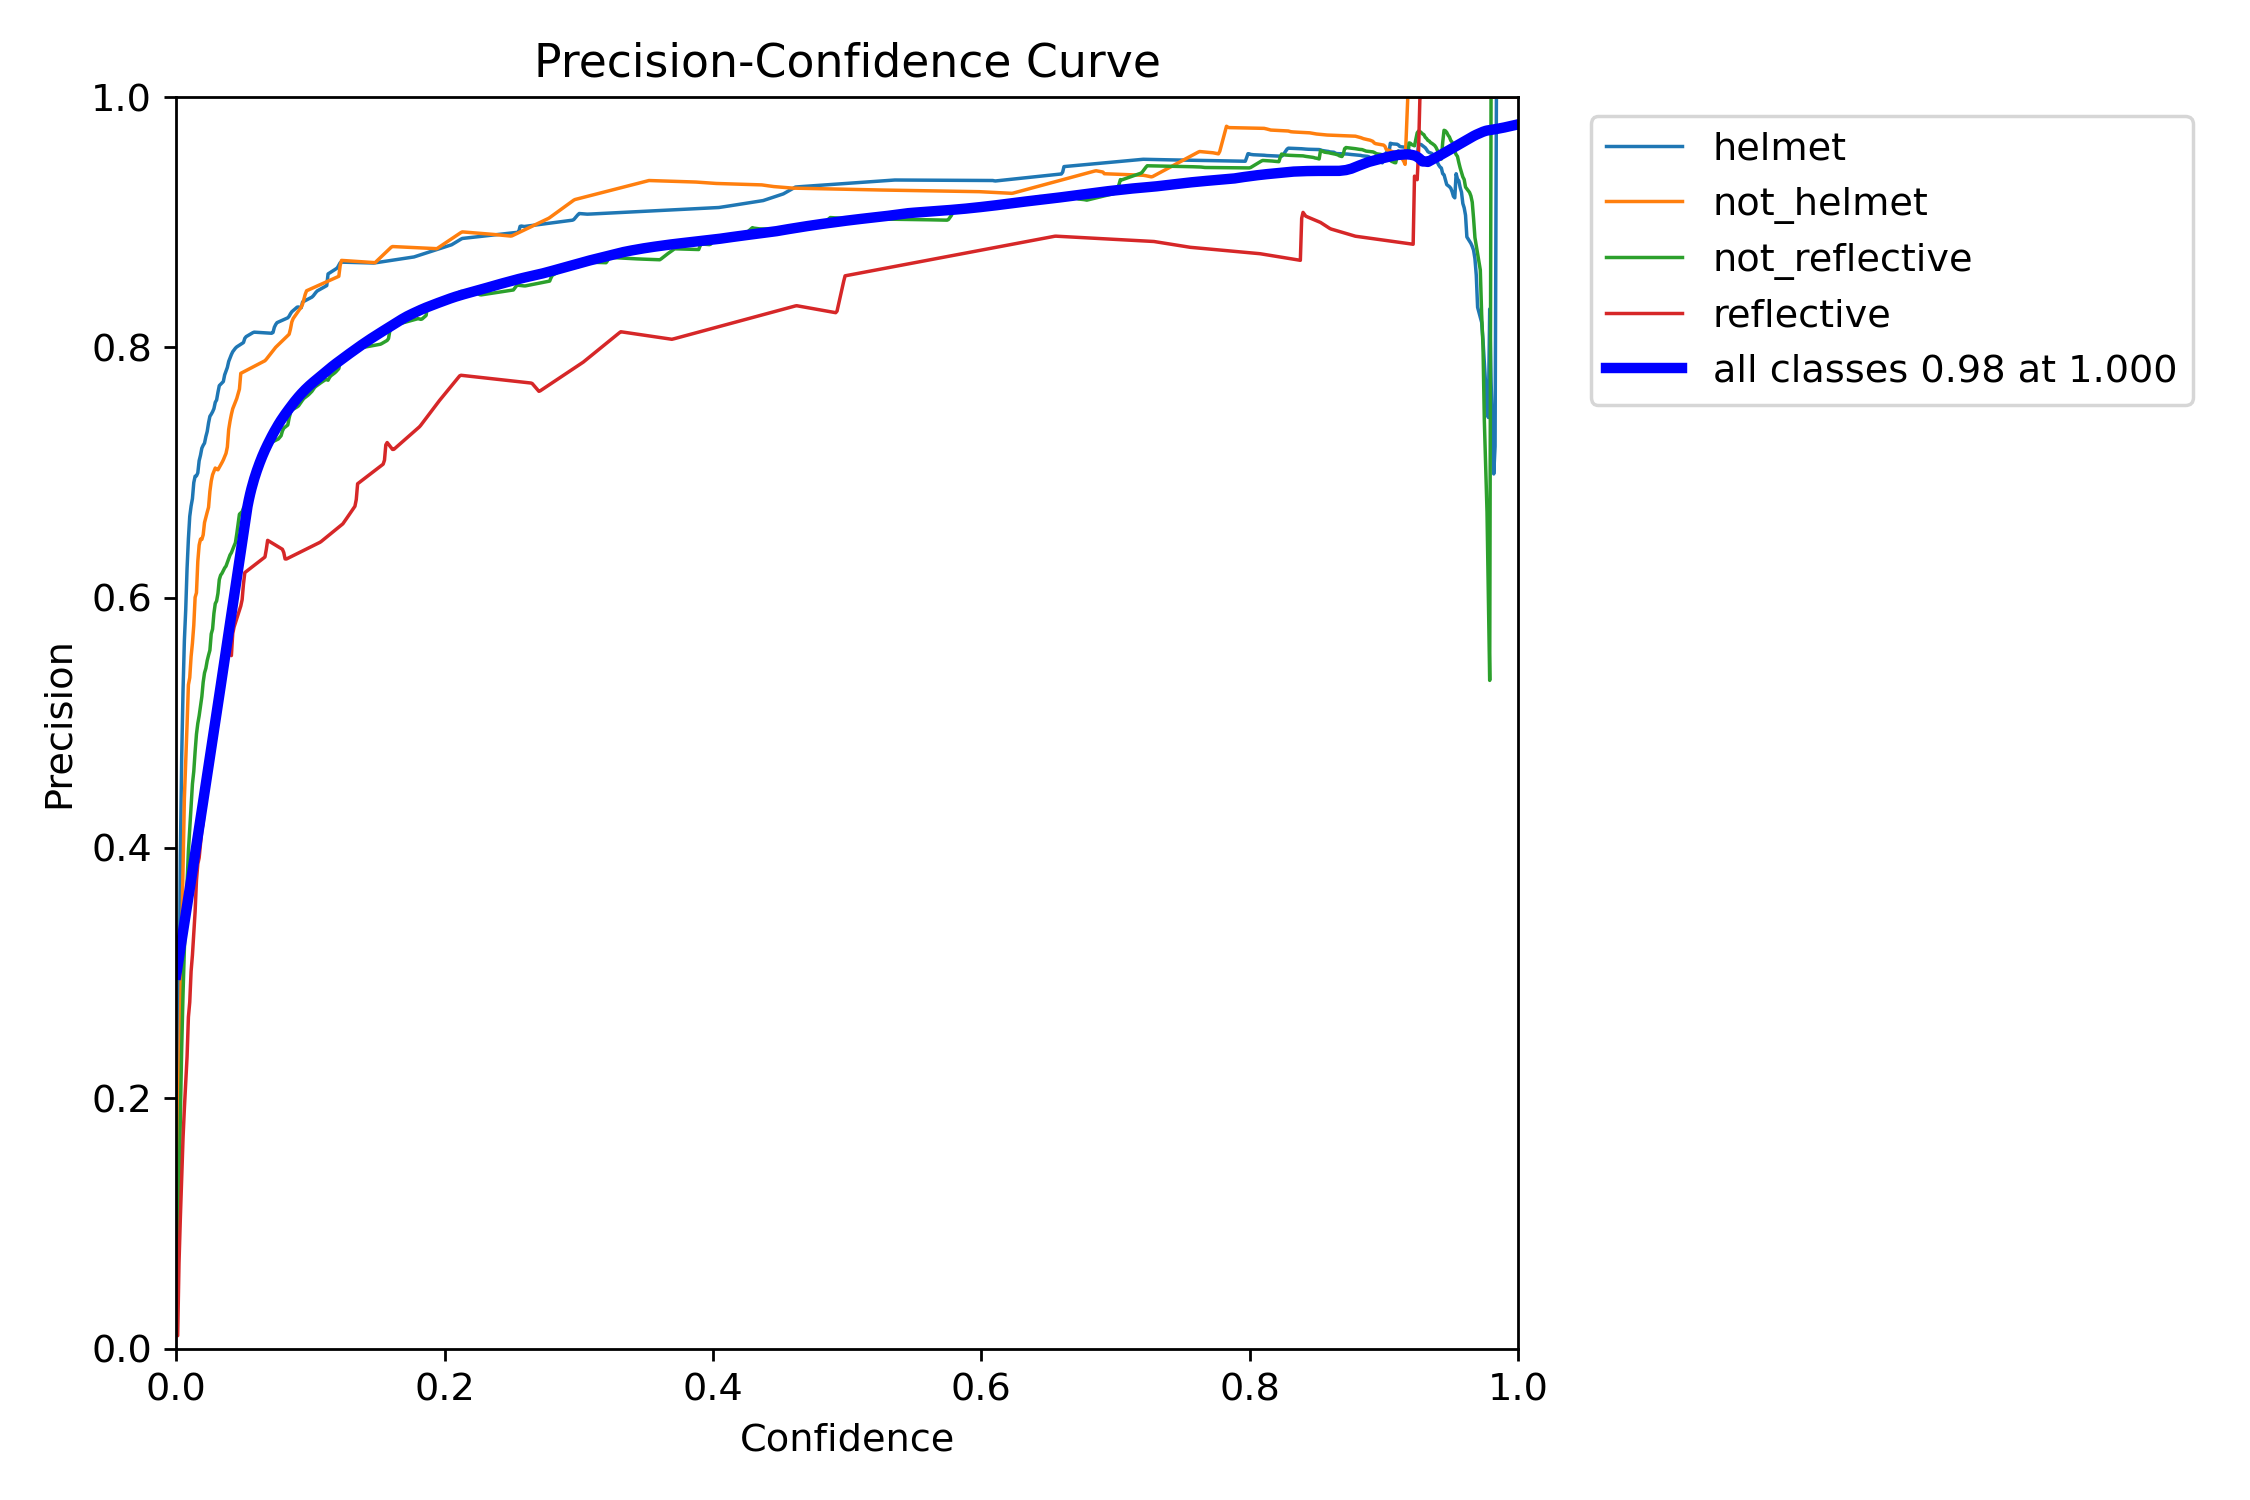 Precision-Confidence Curve
1.0
0.8
0.6
0.4
0.2
0.0
Precision
0.0 0.2 0.4 0.6 0.8 1.0
Confidence
helmet
not_helmet
not_reflective
reflective
all classes 0.98 at 1.000